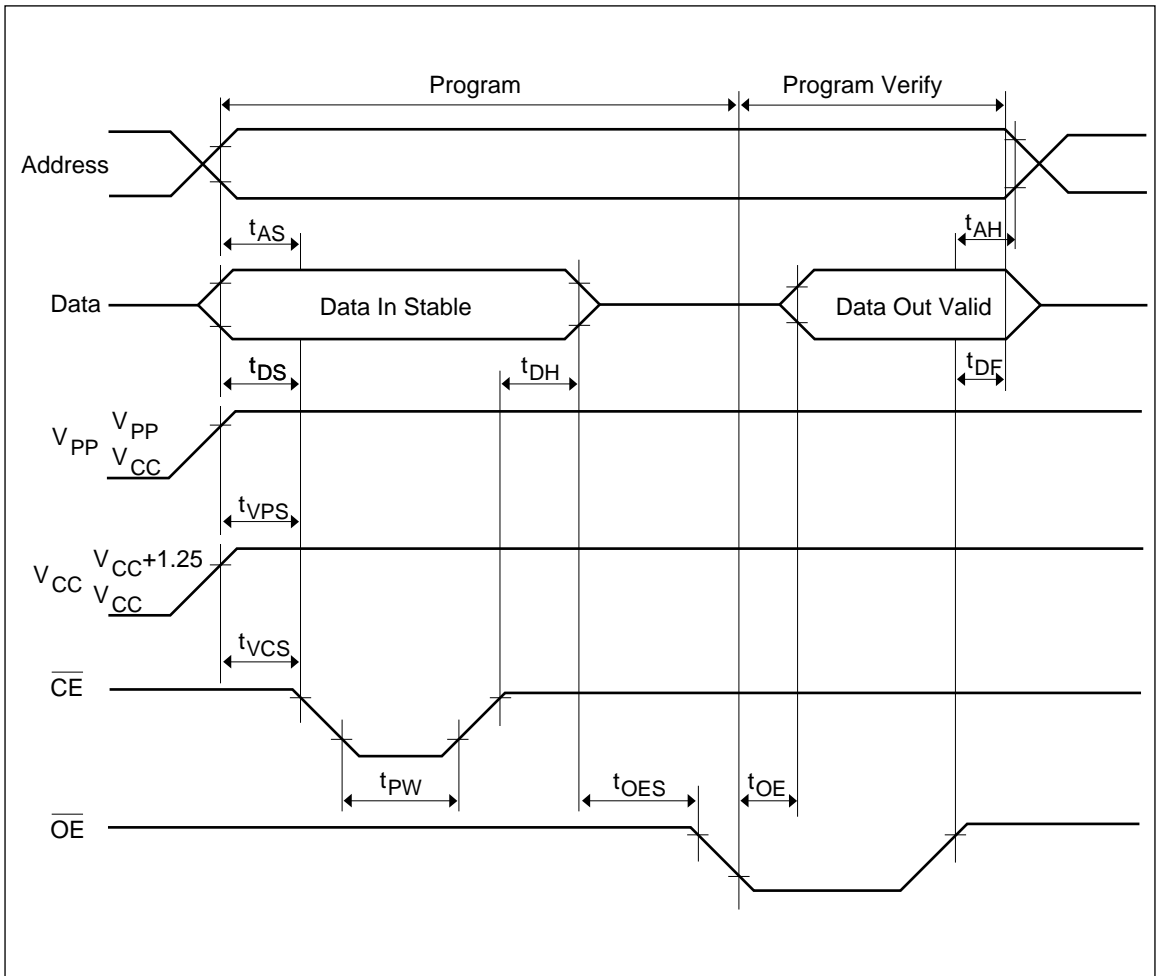 Program Program Verify
Address
tAS tAH
Data Data In Stable Data Out Valid
tDS tDH tDF
VPP VPP
VCC
tVPS
VCC VCC+1.25
VCC
tVCS
CE
tPW tOES tOE
OE